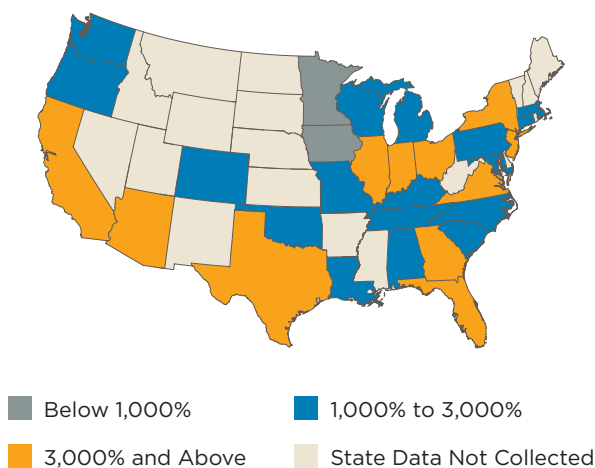 Below 1,000%
1,000% to 3,000%
3,000% and Above
State Data Not Collected